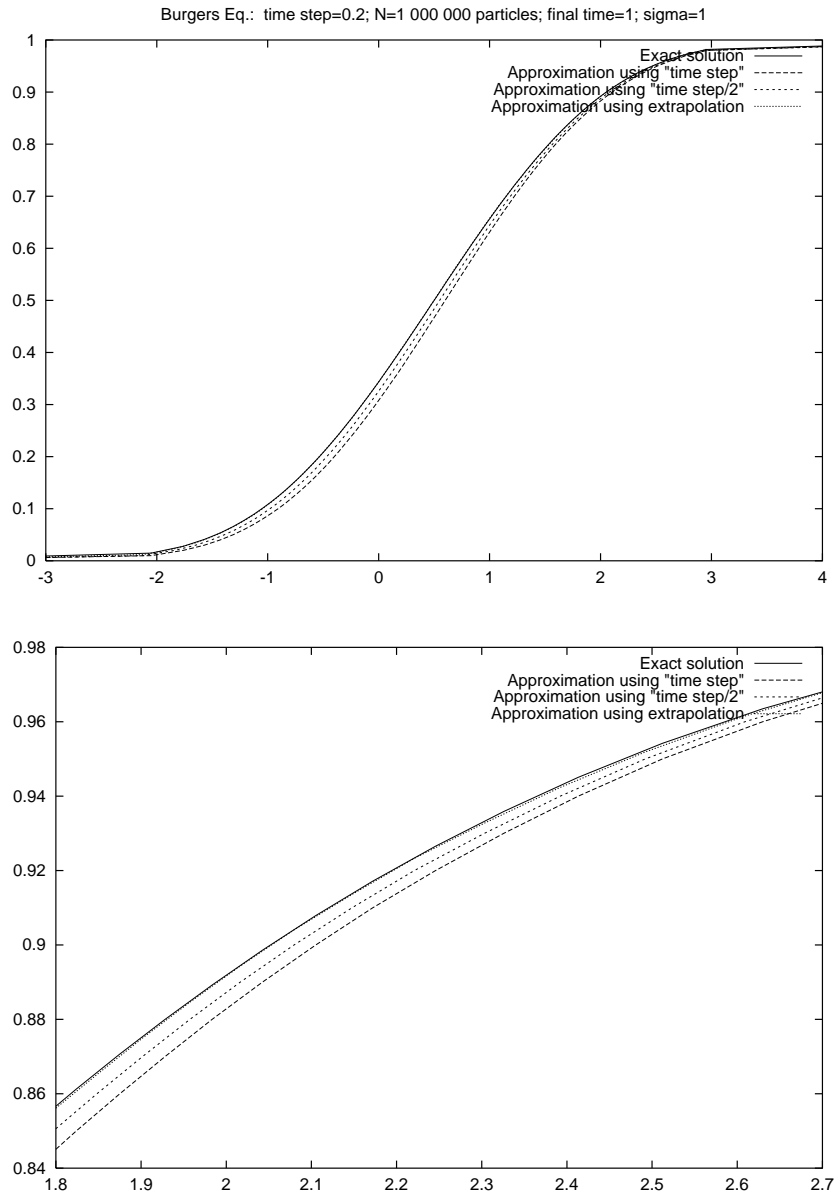 Burgers Eq.: time step=0.2; N=1 000 000 particles; final time=1; sigma=1
1
0.9
0.8
0.7
0.6
0.5
0.4
0.3
0.2
0.1
0
-3 -2 -1 0 1 2 3 4
Exact solution
Approximation using "time step"
Approximation using "time step/2"
Approximation using extrapolation
0.98
0.96
0.94
0.92
0.9
0.88
0.86
0.84
1.8 1.9 2 2.1 2.2 2.3 2.4 2.5 2.6 2.7
Exact solution
Approximation using "time step"
Approximation using "time step/2"
Approximation using extrapolation